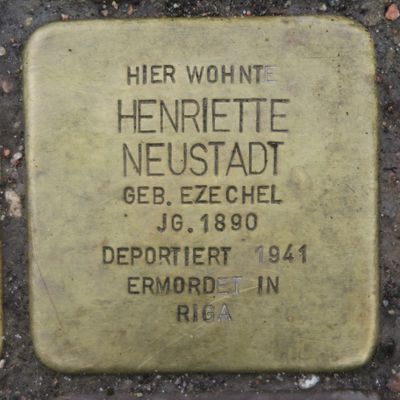 HIER WOHNTE
HENRIETTE
NEUSTADT
GEB. EZECHEL
JG. 1890
DEPORTIERT 1941
ERMORDET IN
RIGA